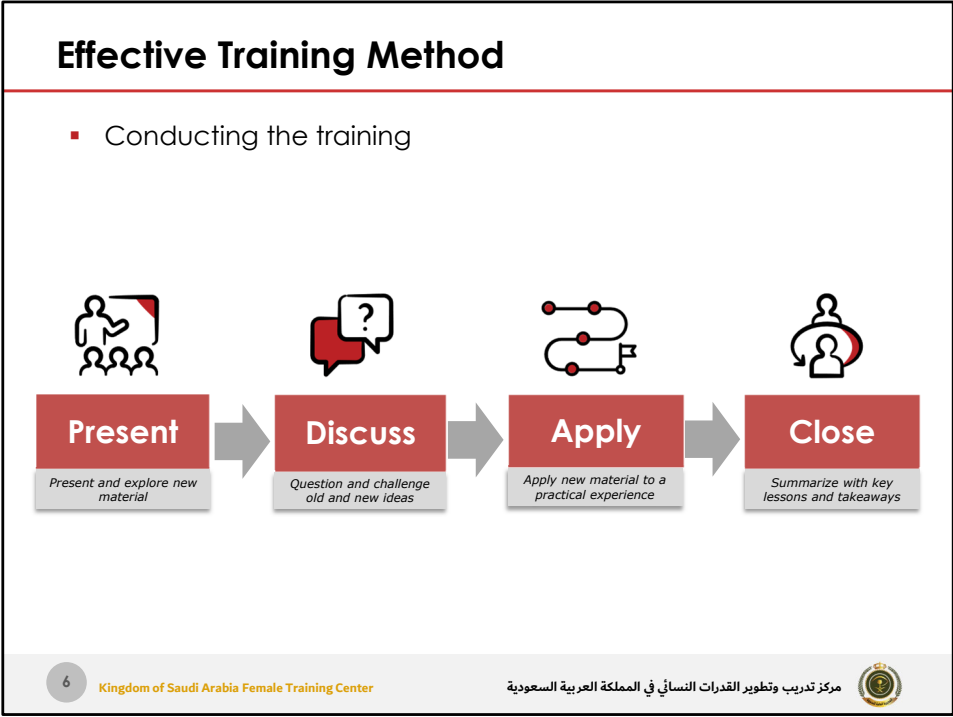 Effective Training Method
▪ Conducting the training
?
Present
Present and explore new
material
Discuss
Question and challenge
old and new ideas
Apply
Apply new material to a
practical experience
Close
Summarize with key
lessons and takeaways
6
Kingdom of Saudi Arabia Female Training Center
مركز تدريب وتطوير القدرات النسائي في المملكة العربية السعودية